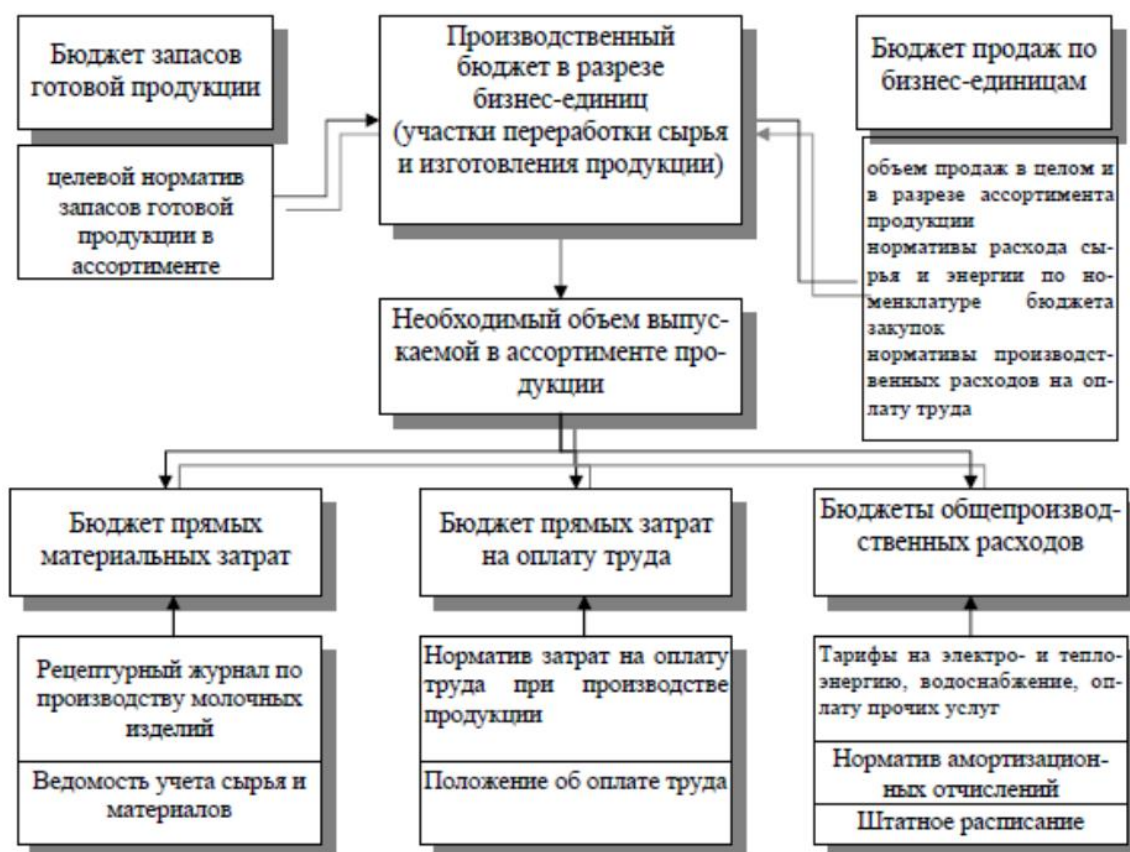 Бюджет запасов
готовой продукции
целевой норматив
запасов готовой
продукции в
ассортименте
Производственный
бюджет в разрезе
бизнес-единиц
(участки переработки сырья
и изготовления продукции)
Бюджет продаж по
бизнес-единицам
объем продаж в целом и
в разрезе ассортимента
продукции
нормативы расхода сы-
рья и энергии по но-
менклатуре бюджета
закупок
нормативы производст-
венных расходов на оп-
лату труда
Необходимый объем выпус-
каемой в ассортименте про-
дукции
Бюджет прямых
материальных затрат
Бюджет прямых затрат
на оплату труда
Бюджеты общепроизвод-
ственных расходов
Рецептурный журнал по
производству молочных
изделий
Ведомость учета сырья и
материалов
Норматив затрат на оплату
труда при производстве
продукции
Положение об оплате труда
Тарифы на электро- и тепло-
энергию, водоснабжение, оп-
лату прочих услуг
Норматив амортизацион-
ных отчислений
Штатное расписание